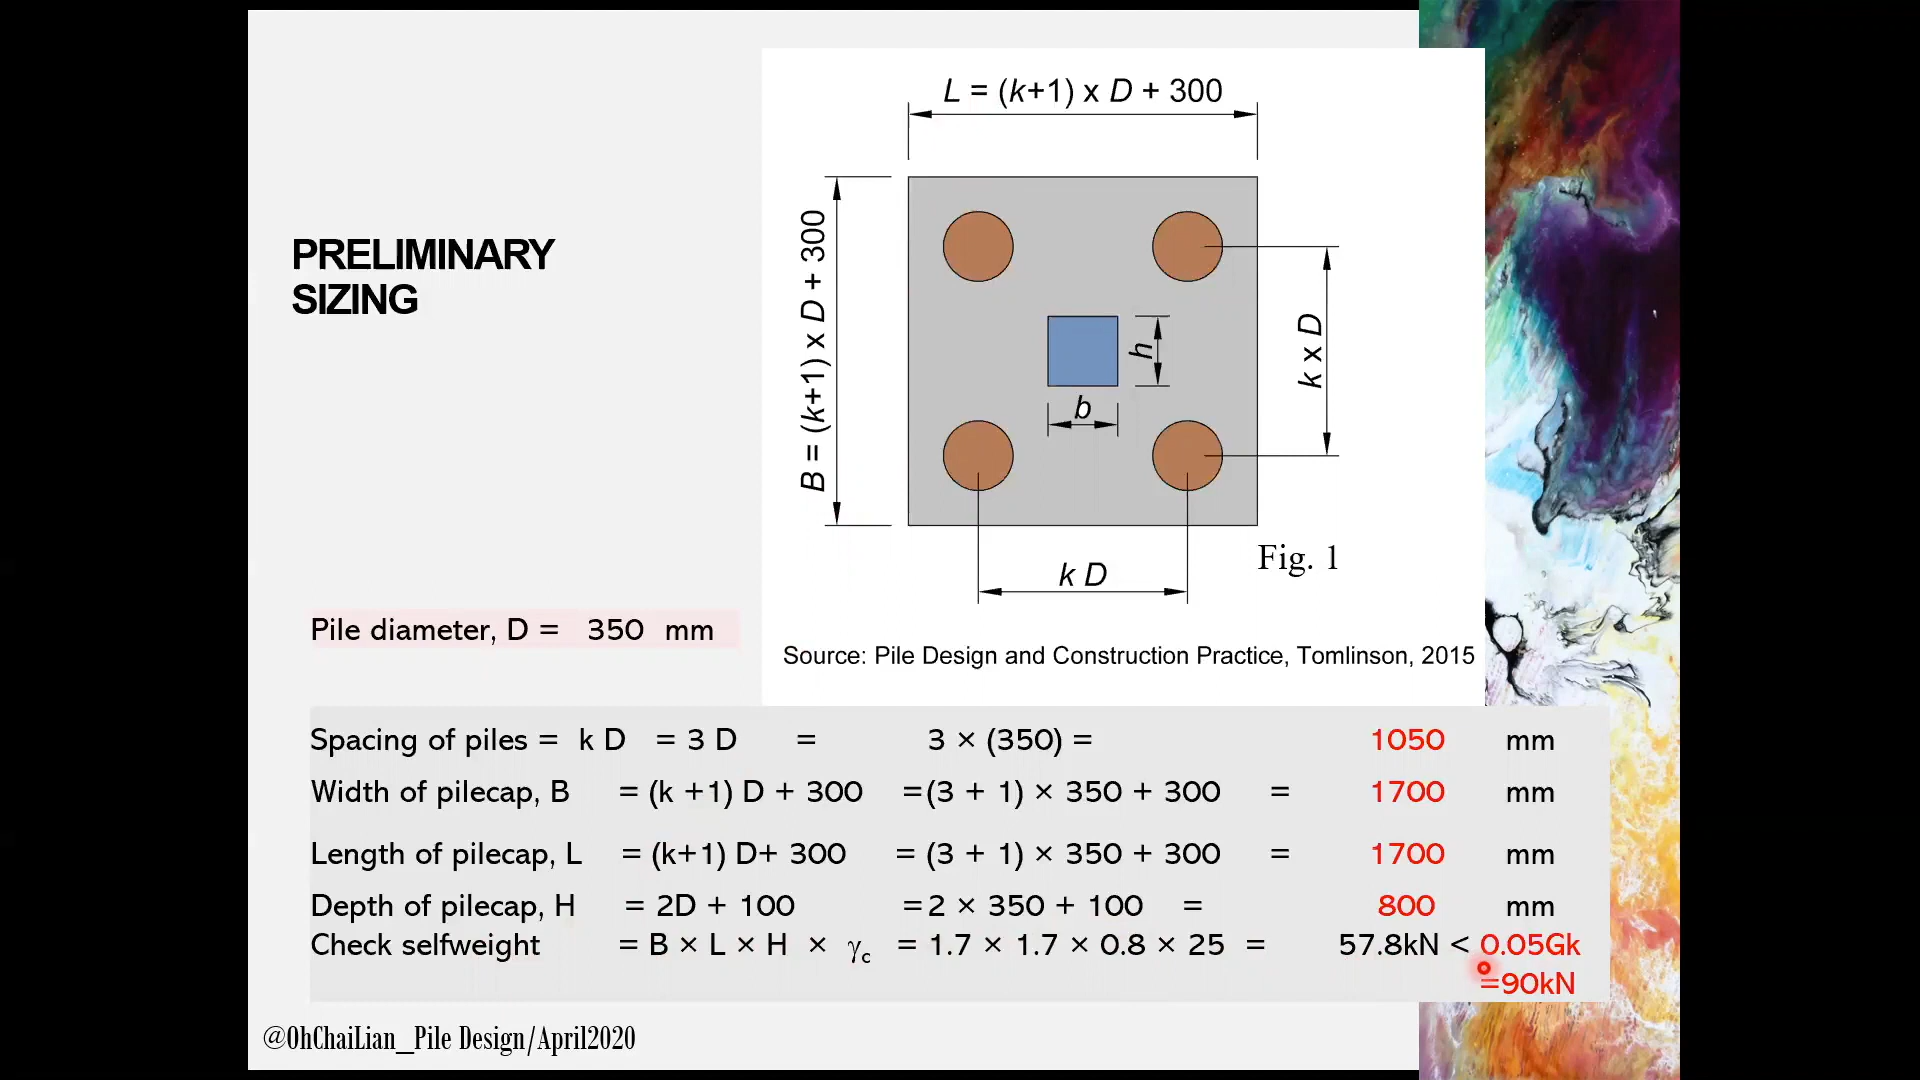 L = (k+1) x D + 300
PRELIMINARY
SIZING
B = (k+1) x D + 300
h
b
k x D
k D
Fig. 1
Pile diameter, D = 350 mm
Source: Pile Design and Construction Practice, Tomlinson, 2015
Spacing of piles = k D = 3 D = 3 × (350) = 1050 mm
Width of pilecap, B = (k +1) D + 300 =(3 + 1) × 350 + 300 = 1700 mm
Length of pilecap, L = (k+1) D+ 300 = (3 + 1) × 350 + 300 = 1700 mm
Depth of pilecap, H = 2D + 100 =2 × 350 + 100 = 800 mm
Check selfweight = B × L × H × γc = 1.7 × 1.7 × 0.8 × 25 = 57.8kN < 0.05Gk
=90kN
@OhChaiLian_Pile Design/April2020